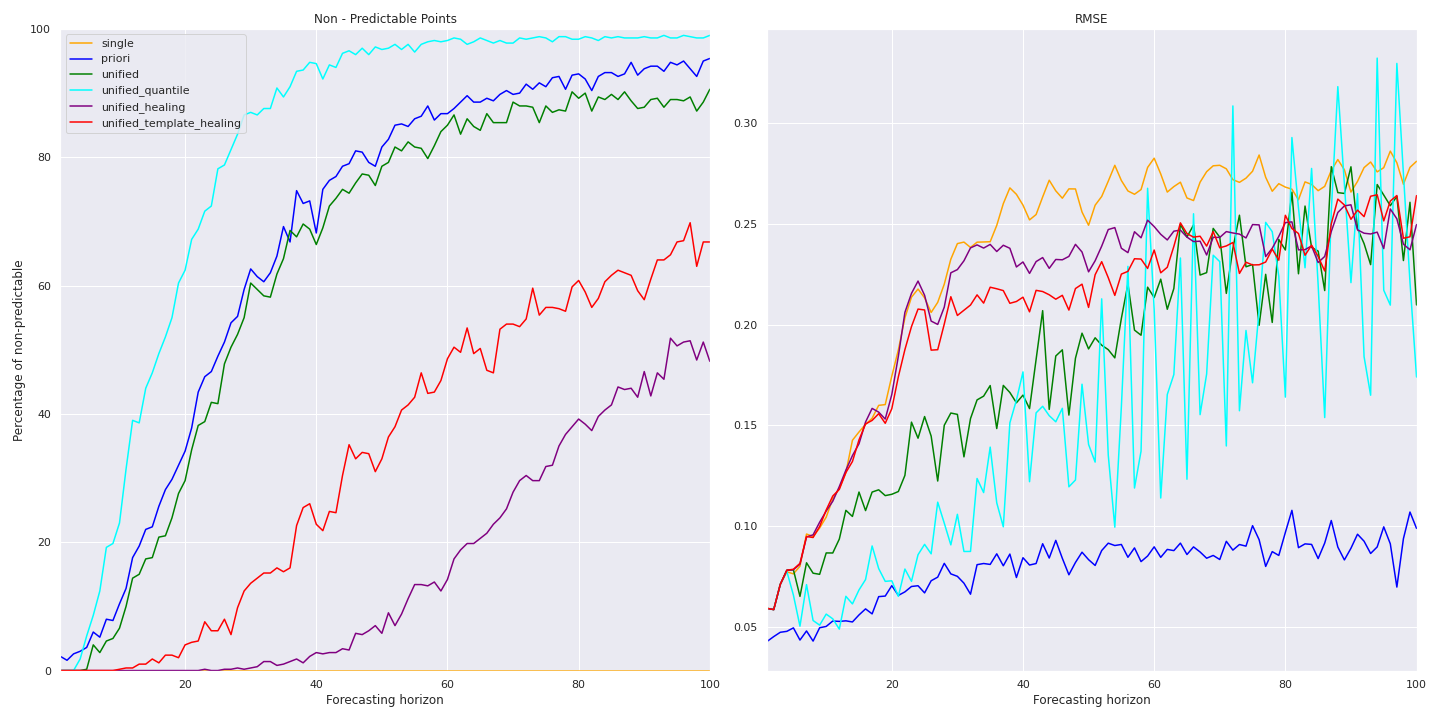 Non - Predictable Points
100
80
60
40
20
0
Percentage of non-predictable
single
priori
unified
unified_quantile
unified_healing
unified_template_healing
20
40
60
80
100
Forecasting horizon
RMSE
0.30
0.25
0.20
0.15
0.10
0.05
20
40
60
80
100
Forecasting horizon